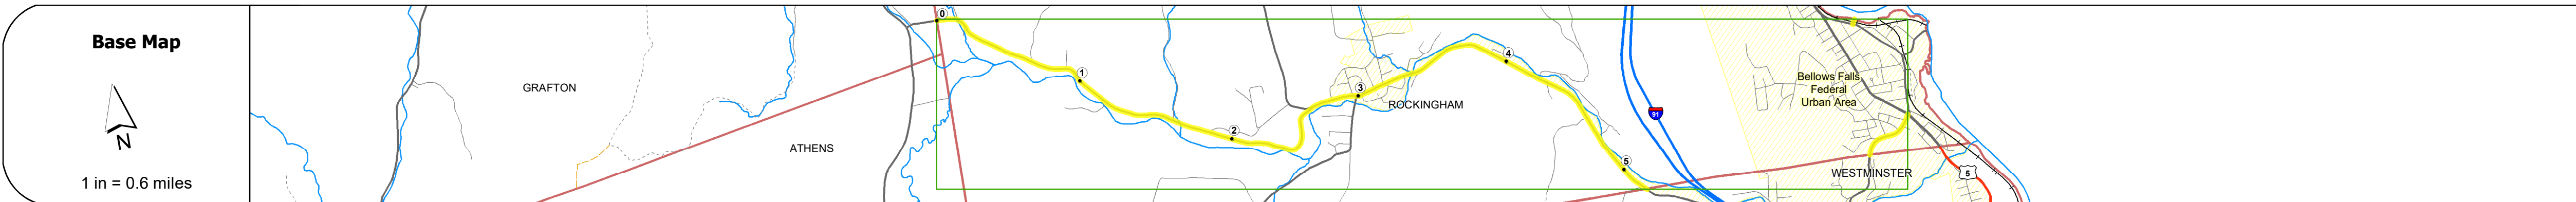 Base Map
N
1 in = 0.6 miles
GRAFTON
ATHENS
0
1
2
3
ROCKINGHAM
4
5
91
Bellows Falls
Federal
Urban Area
WESTMINSTER
5